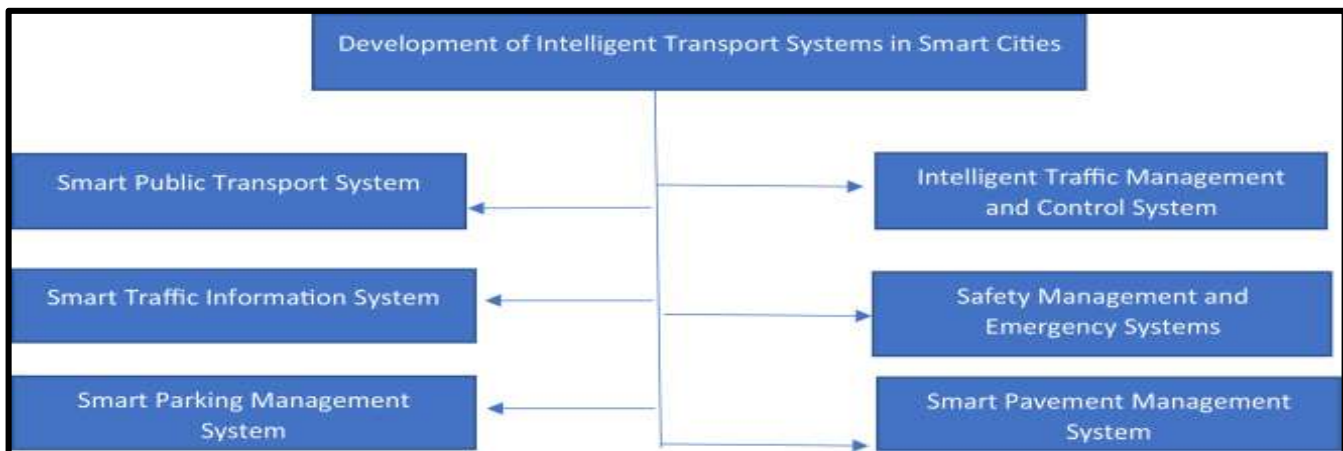 Development of Intelligent Transport Systems in Smart Cities
Smart Public Transport System
Intelligent Traffic Management
and Control System
Smart Traffic Information System
Safety Management and
Emergency Systems
Smart Parking Management
System
Smart Pavement Management
System